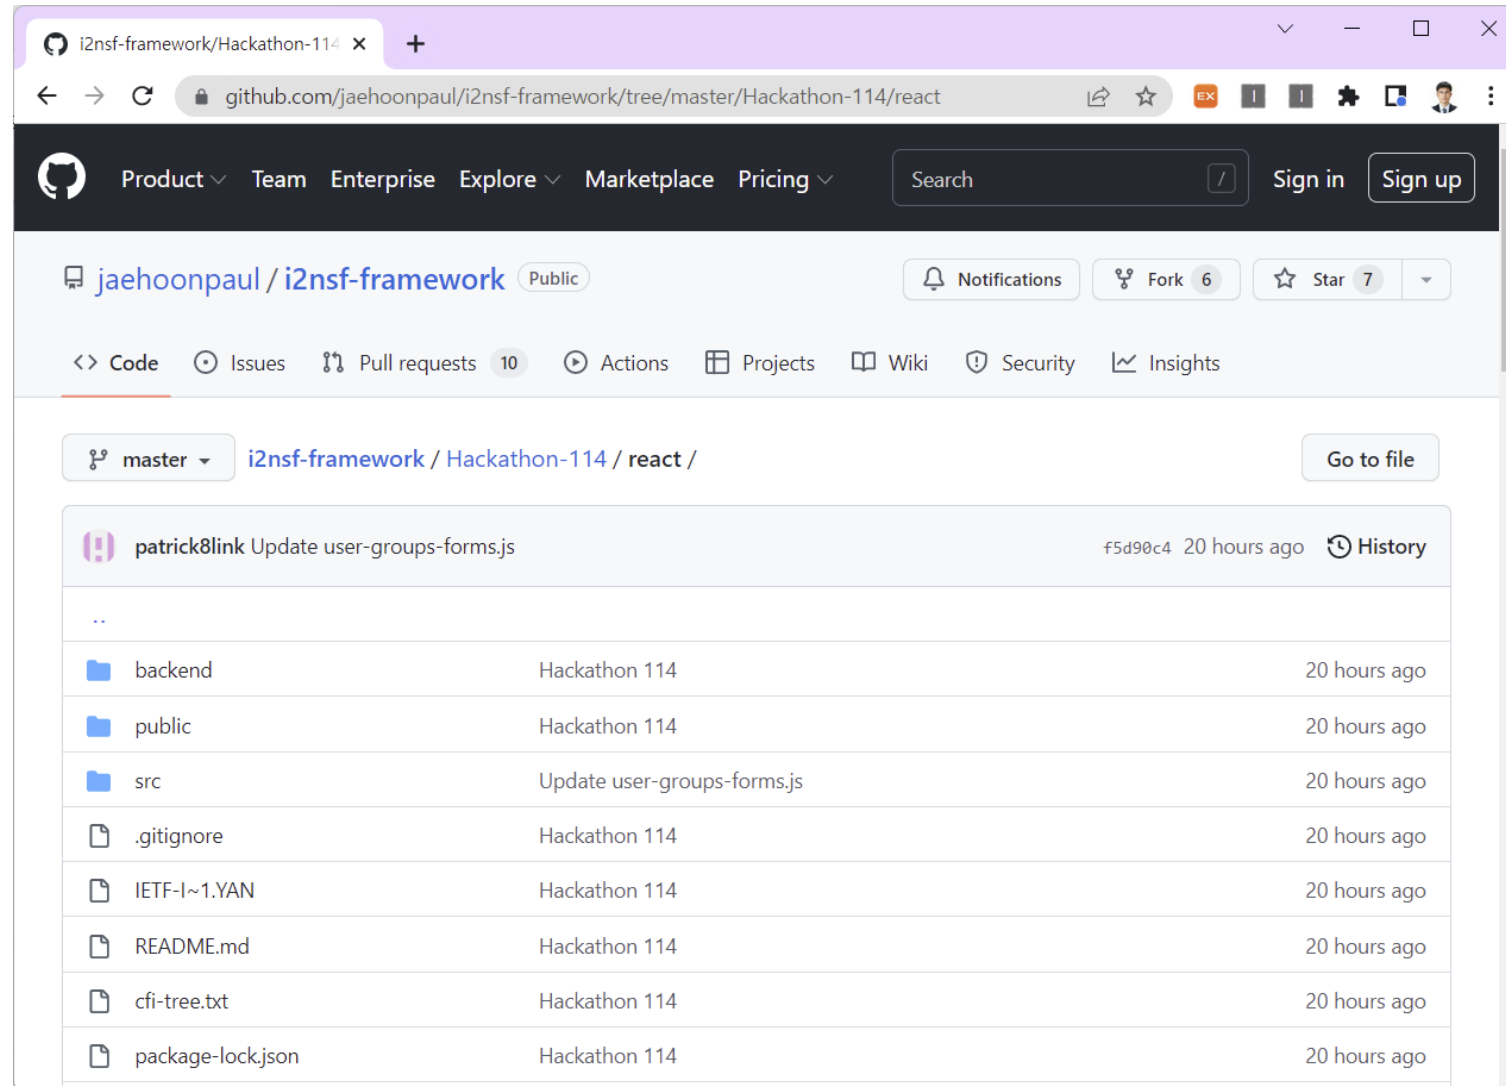 i2nsf-framework/Hackathon-114
github.com/jaehoonpaul/i2nsf-framework/tree/master/Hackathon-114/react
EX
Product Team Enterprise Explore Marketplace Pricing Search / Sign in Sign up
jaehoonpaul / i2nsf-framework Public Notifications Fork 6 Star 7
<> Code Issues Pull requests 10 Actions Projects Wiki Security Insights
master i2nsf-framework / Hackathon-114 / react / Go to file
patrick8link Update user-groups-forms.js f5d90c4 20 hours ago History
..
backend Hackathon 114 20 hours ago
public Hackathon 114 20 hours ago
src Update user-groups-forms.js 20 hours ago
.gitignore Hackathon 114 20 hours ago
IETF-I~1.YAN Hackathon 114 20 hours ago
README.md Hackathon 114 20 hours ago
cfi-tree.txt Hackathon 114 20 hours ago
package-lock.json Hackathon 114 20 hours ago